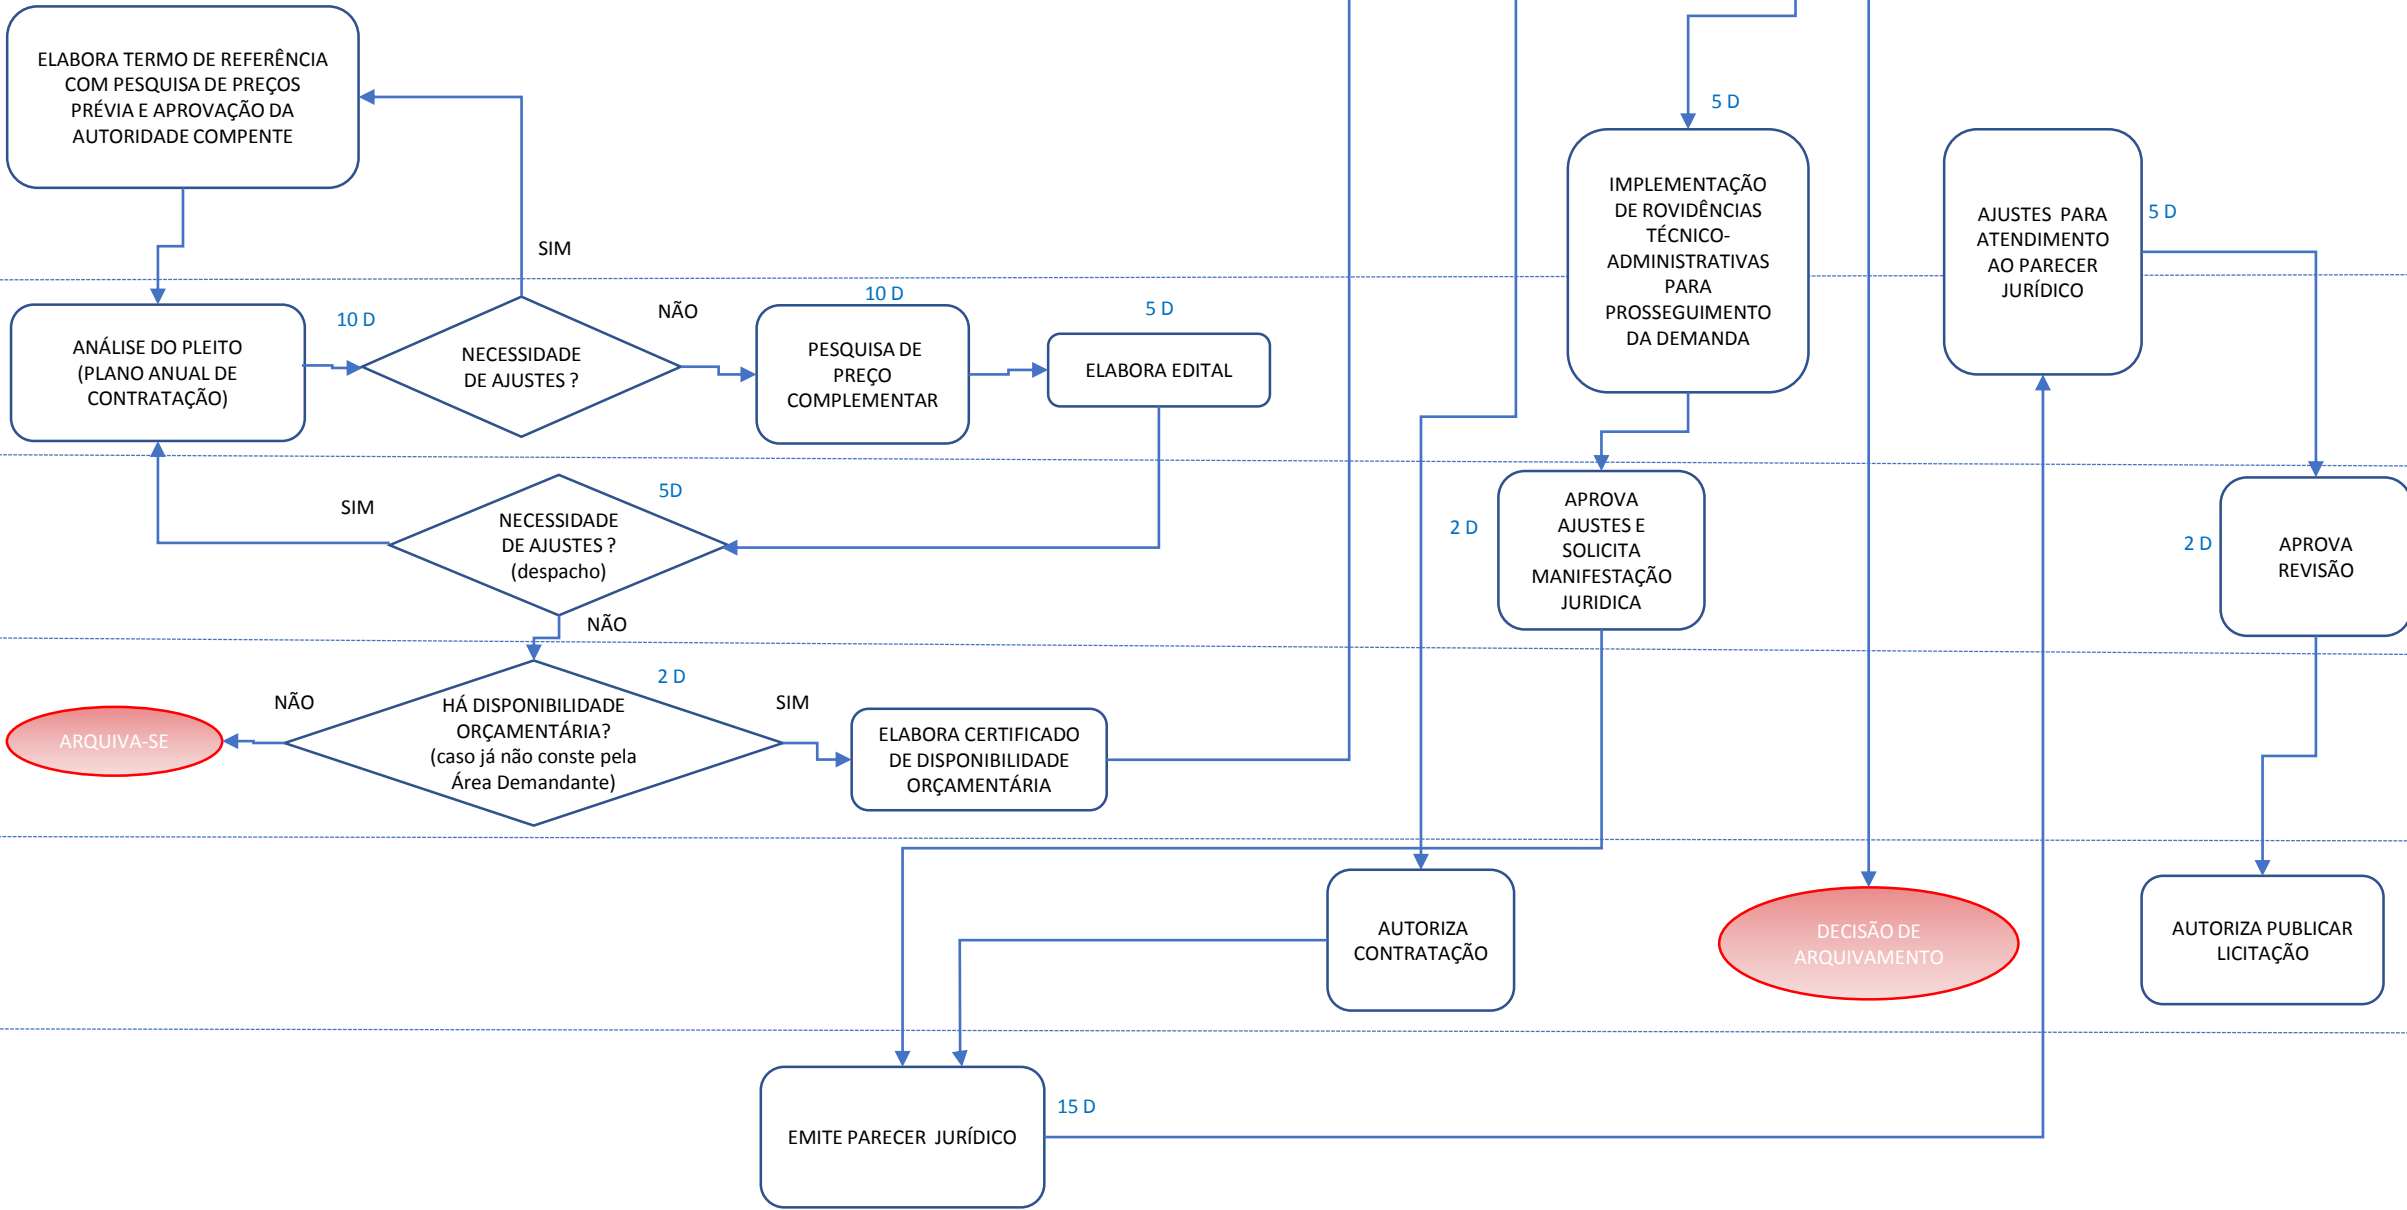 ELABORA TERMO DE REFERÊNCIA
COM PESQUISA DE PREÇOS
PRÉVIA E APROVAÇÃO DA
AUTORIDADE COMPENTE
SIM
5 D
IMPLEMENTAÇÃO
DE ROVIDÊNCIAS
TÉCNICO-
ADMINISTRATIVAS
PARA
PROSSEGUIMENTO
DA DEMANDA
AJUSTES PARA
ATENDIMENTO
AO PARECER
JURÍDICO
5 D
ANÁLISE DO PLEITO
(PLANO ANUAL DE
CONTRATAÇÃO)
10 D
NECESSIDADE
DE AJUSTES ?
NÃO
10 D
PESQUISA DE
PREÇO
COMPLEMENTAR
5 D
ELABORA EDITAL
SIM
NECESSIDADE
DE AJUSTES ?
(despacho)
5D
NÃO
2 D
APROVA
AJUSTES E
SOLICITA
MANIFESTAÇÃO
JURIDICA
2 D
APROVA
REVISÃO
ARQUIVA-SE
NÃO
HÁ DISPONIBILIDADE
ORÇAMENTÁRIA?
(caso já não conste pela
Área Demandante)
2 D
SIM
ELABORA CERTIFICADO
DE DISPONIBILIDADE
ORÇAMENTÁRIA
AUTORIZA
CONTRATAÇÃO
DECISÃO DE
ARQUIVAMENTO
AUTORIZA PUBLICAR
LICITAÇÃO
EMITE PARECER JURÍDICO
15 D